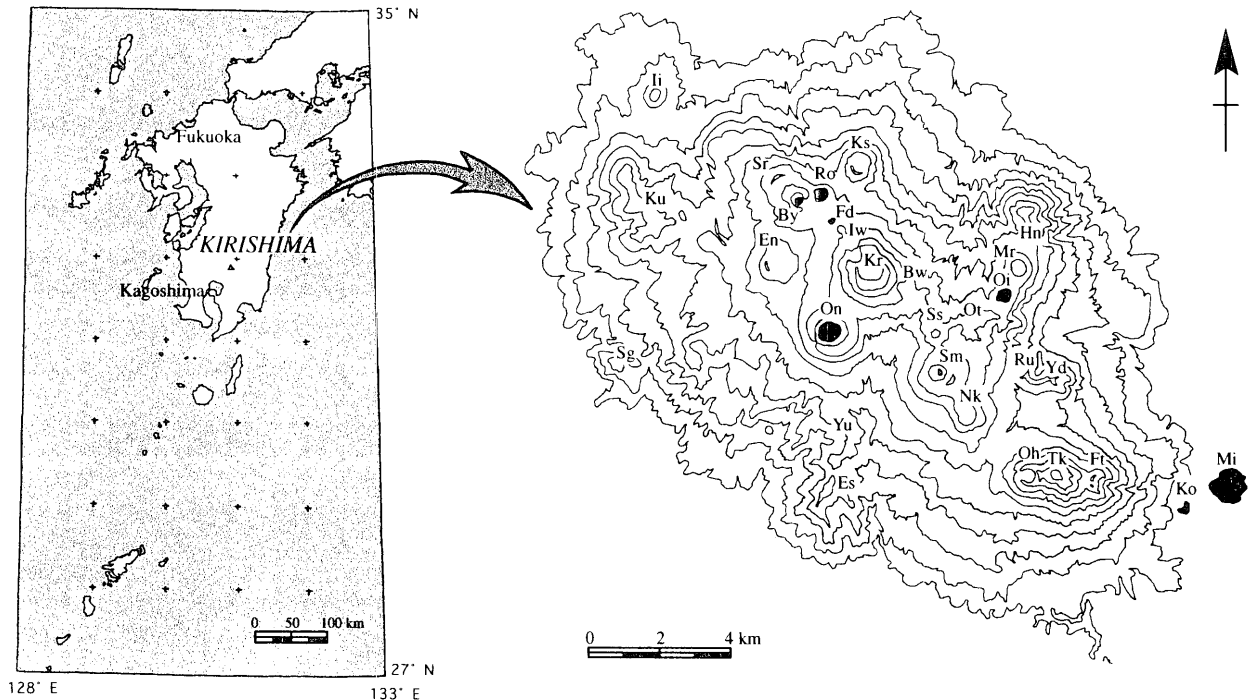 35° N
Fukuoka
KIRISHIMA
Kagoshima
0 50 100 km
27° N
128° E
133° E
Ii
Ks
Sr
Ro
Ku
By
Fd
Iw
Hn
En
Kr
Bw
Mr
Oi
On
Ss
Ot
Sg
Sm
Ru
Yd
Nk
Yu
Oh
Tk
Ft
Mi
Es
Ko
0 2 4 km